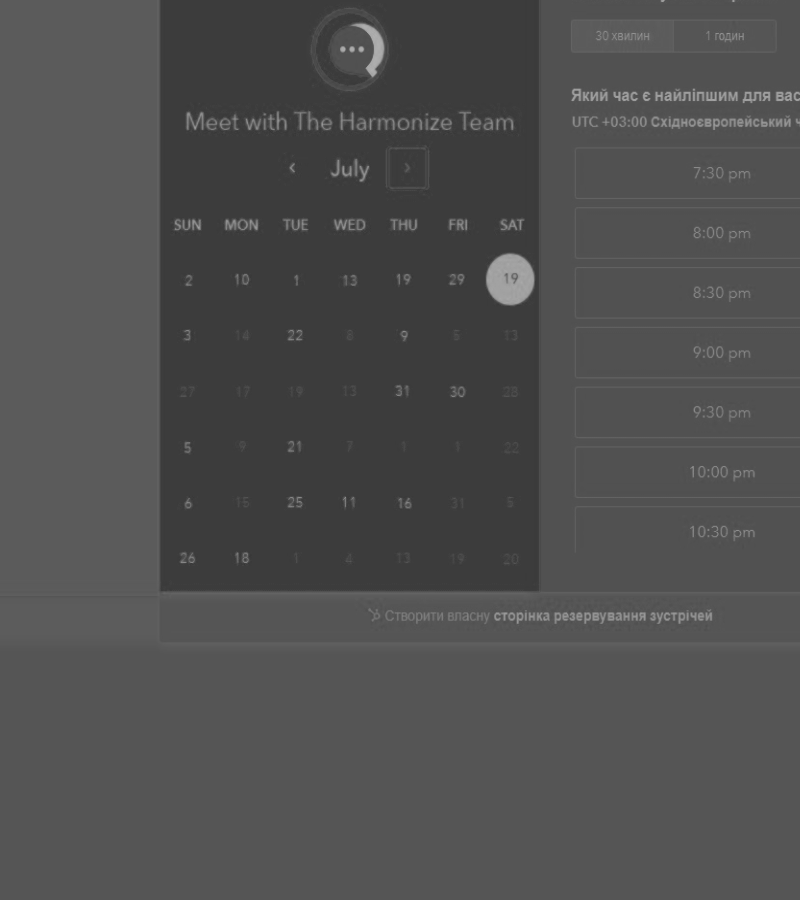 Meet with The Harmonize Team
‹ July ›
SUN MON TUE WED THU FRI SAT
2 10 1 13 19 29 19
3 14 22 8 9 5 13
27 17 19 13 31 30 28
5 9 21 7 1 1 22
6 15 25 11 16 31 5
26 18 1 4 13 19 20
30 хвилин 1 годин
Який час є найліпшим для вас
UTC +03:00 Східноєвропейський ч
7:30 pm
8:00 pm
8:30 pm
9:00 pm
9:30 pm
10:00 pm
10:30 pm
Створити власну сторінка резервування зустрічей